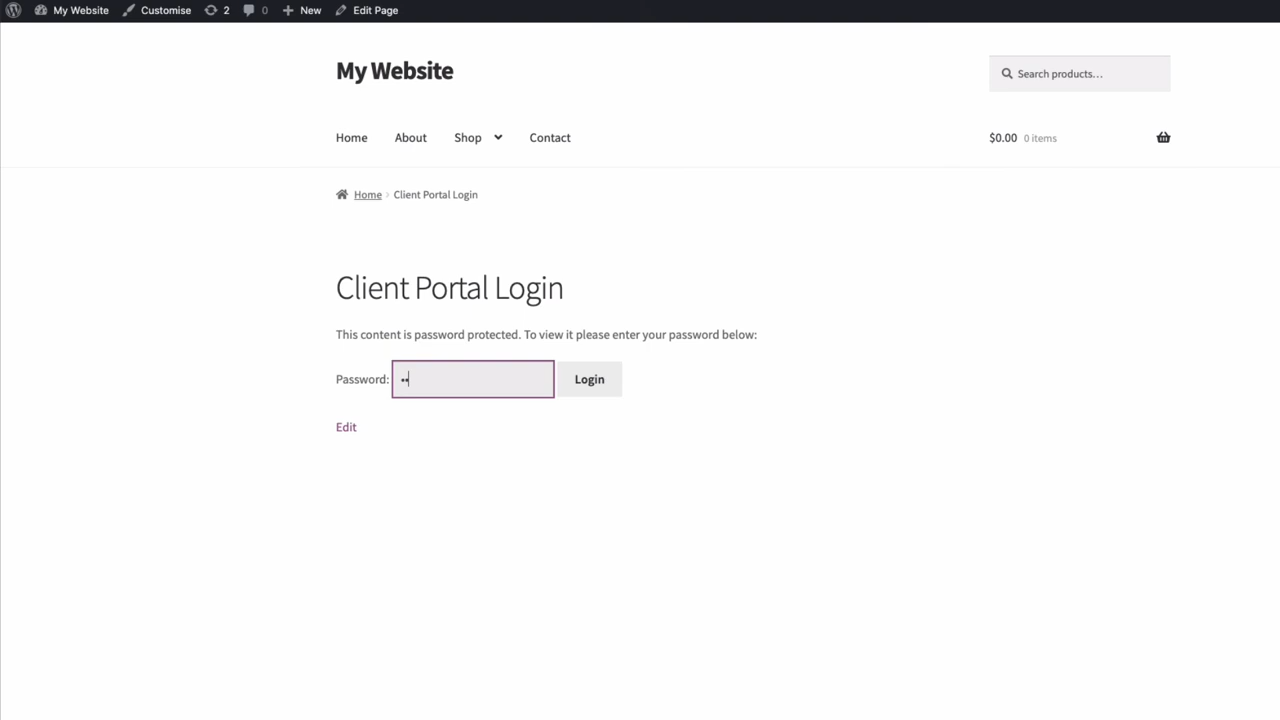 My Website Customise 2 0 New Edit Page
My Website
Search products…
Home About Shop Contact
$0.00 0 items
Home › Client Portal Login
Client Portal Login
This content is password protected. To view it please enter your password below:
Password: •• Login
Edit